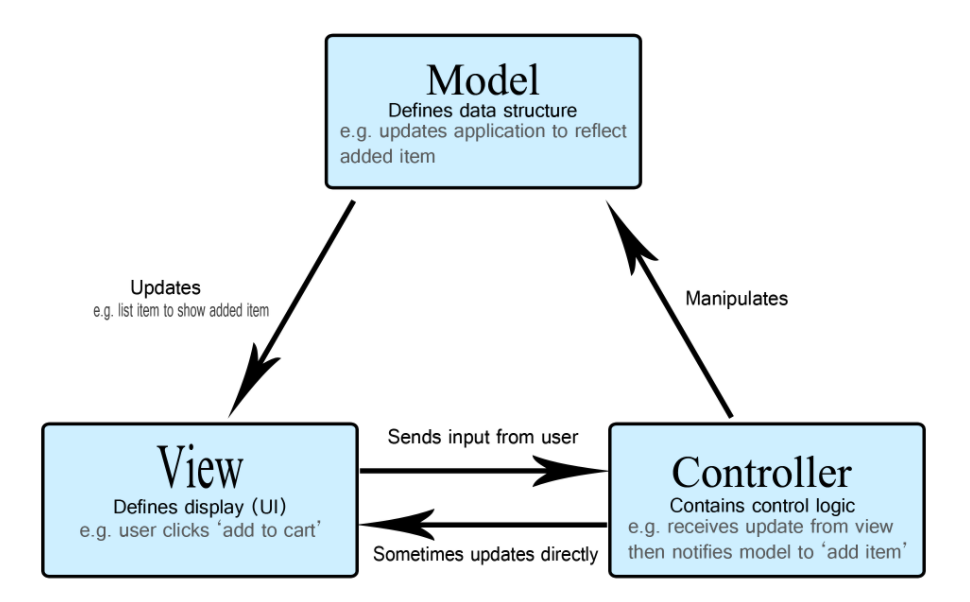 Model
Defines data structure
e.g. updates application to reflect
added item
Updates
e.g. list item to show added item
Manipulates
View
Defines display (UI)
e.g. user clicks ‘add to cart’
Sends input from user
Sometimes updates directly
Controller
Contains control logic
e.g. receives update from view
then notifies model to ‘add item’